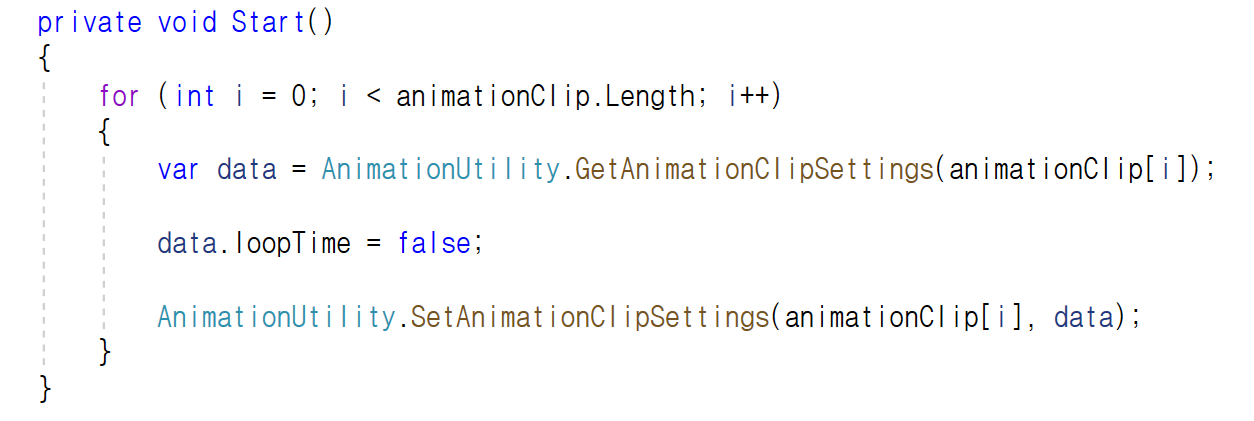 private void Start()
{
for (int i = 0; i < animationClip.Length; i++)
{
var data = AnimationUtility.GetAnimationClipSettings(animationClip[i]);
data.loopTime = false;
AnimationUtility.SetAnimationClipSettings(animationClip[i], data);
}
}